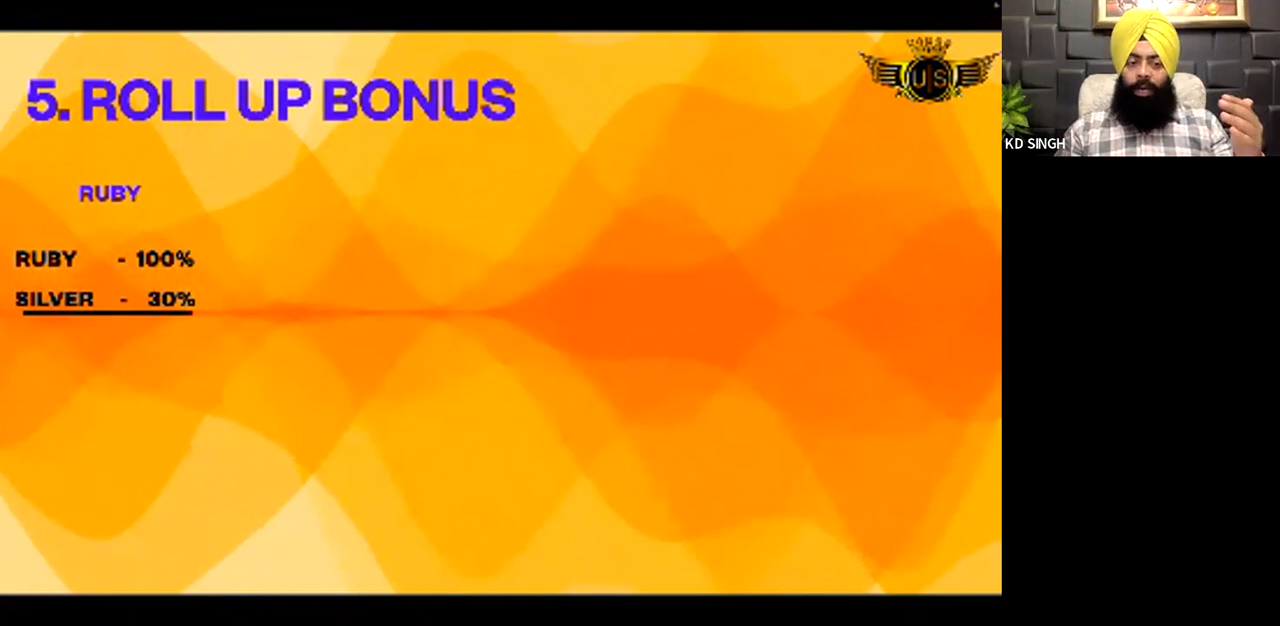 5. ROLL UP BONUS
U|S
RUBY
RUBY - 100%
SILVER - 30%
KD SINGH